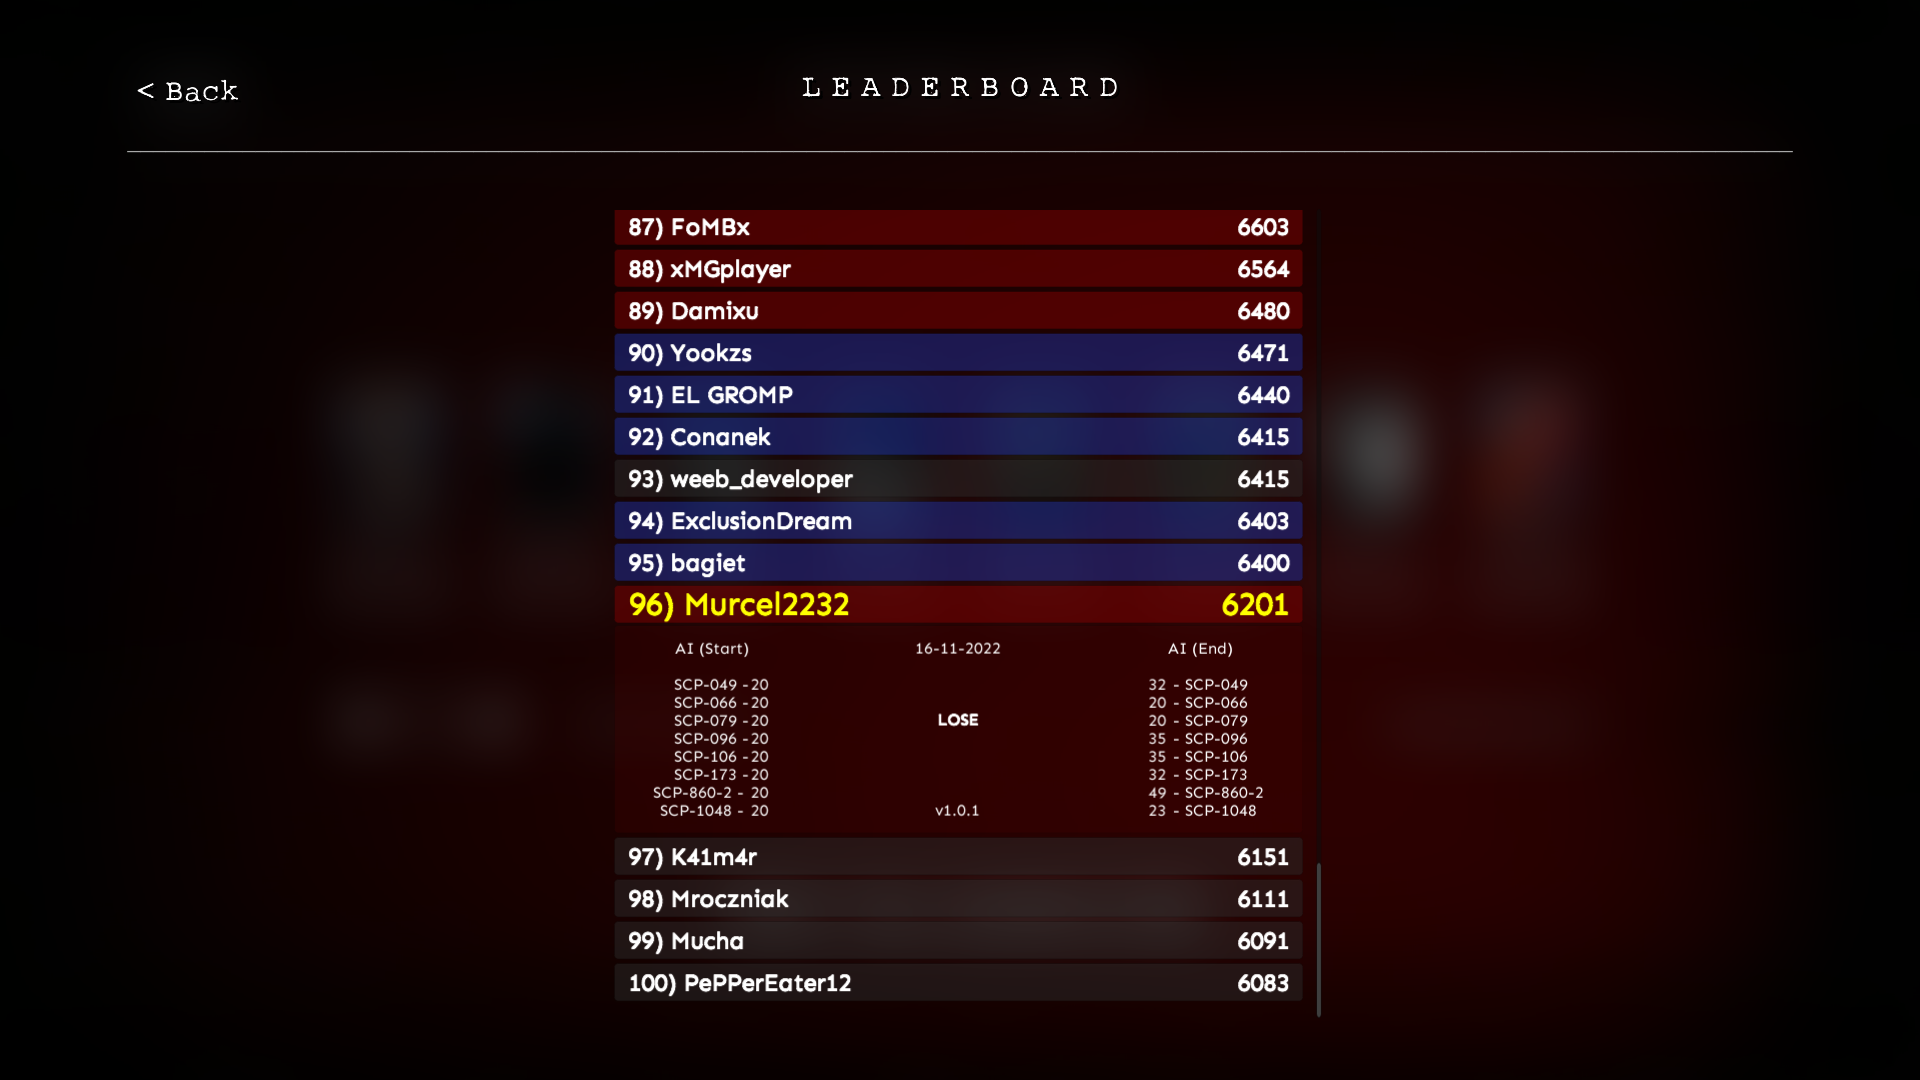 < Back
LEADERBOARD
87) FoMBx 6603
88) xMGplayer 6564
89) Damixu 6480
90) Yookzs 6471
91) EL GROMP 6440
92) Conanek 6415
93) weeb_developer 6415
94) ExclusionDream 6403
95) bagiet 6400
96) Murcel2232 6201
AI (Start) 16-11-2022 AI (End)
SCP-049 - 20 32 - SCP-049
SCP-066 - 20 20 - SCP-066
SCP-079 - 20 LOSE 20 - SCP-079
SCP-096 - 20 35 - SCP-096
SCP-106 - 20 35 - SCP-106
SCP-173 - 20 32 - SCP-173
SCP-860-2 - 20 49 - SCP-860-2
SCP-1048 - 20 v1.0.1 23 - SCP-1048
97) K41m4r 6151
98) Mroczniak 6111
99) Mucha 6091
100) PePPerEater12 6083